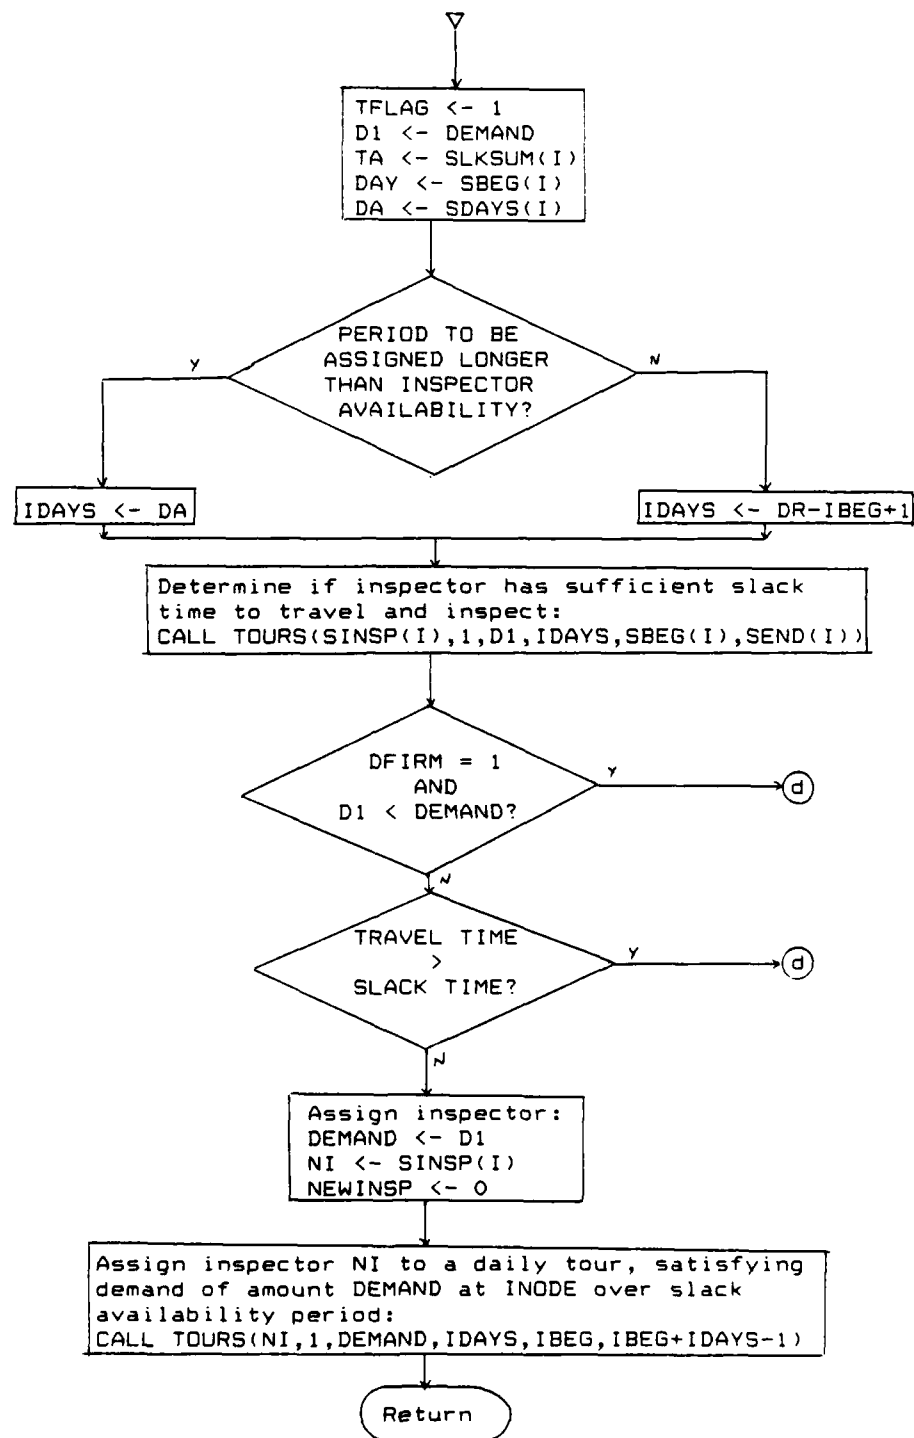 TFLAG <- 1
D1 <- DEMAND
TA <- SLKSUM(I)
DAY <- SBEG(I)
DA <- SDAYS(I)
PERIOD TO BE
ASSIGNED LONGER
THAN INSPECTOR
AVAILABILITY?
Y
N
IDAYS <- DA
IDAYS <- DR-IBEG+1
Determine if inspector has sufficient slack
time to travel and inspect:
CALL TOURS(SINSP(I),1,D1,IDAYS,SBEG(I),SEND(I))
DFIRM = 1
AND
D1 < DEMAND?
Y
d
N
TRAVEL TIME
>
SLACK TIME?
Y
d
N
Assign inspector:
DEMAND <- D1
NI <- SINSP(I)
NEWINSP <- 0
Assign inspector NI to a daily tour, satisfying
demand of amount DEMAND at INODE over slack
availability period:
CALL TOURS(NI,1,DEMAND,IDAYS,IBEG,IBEG+IDAYS-1)
Return